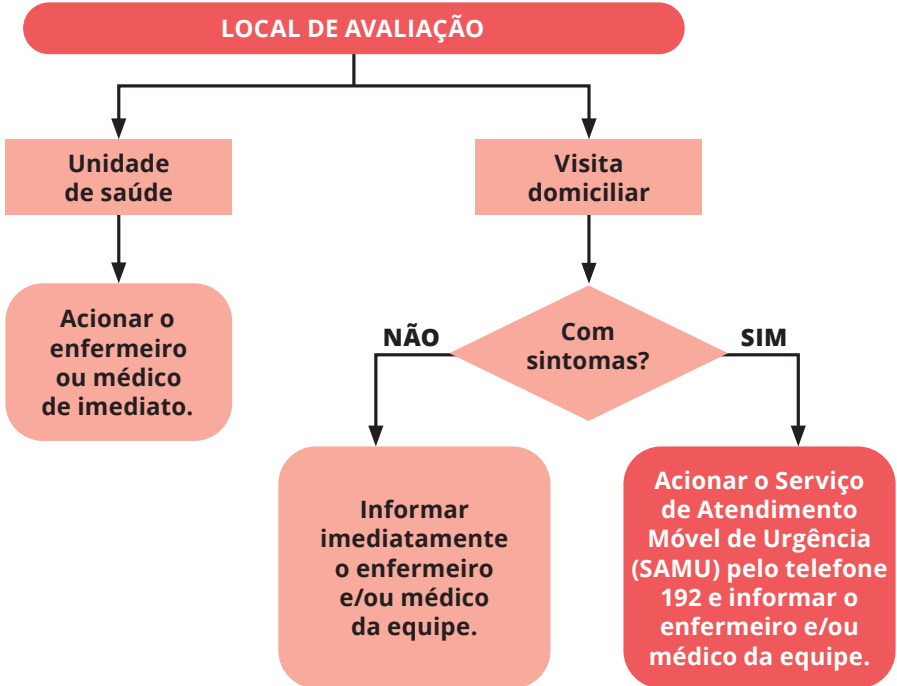 LOCAL DE AVALIAÇÃO
Unidade
de saúde
Visita
domiciliar
Acionar o
enfermeiro
ou médico
de imediato.
NÃO
Com
sintomas?
SIM
Informar
imediatamente
o enfermeiro
e/ou médico
da equipe.
Acionar o Serviço
de Atendimento
Móvel de Urgência
(SAMU) pelo telefone
192 e informar o
enfermeiro e/ou
médico da equipe.